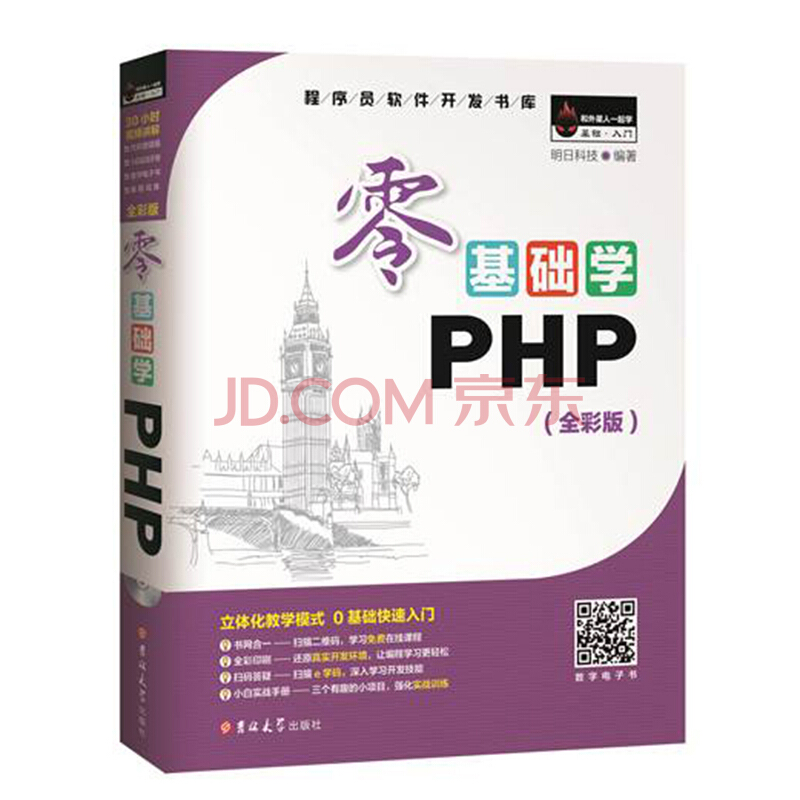 程/序/员/软/件/开/发/书/库
和外星人一起学
基础·入门
明日科技 编著
零
基础学
PHP
(全彩版)
JD.COM 京东
立体化教学模式 0基础快速入门
书网合一 —— 扫描二维码，学习免费在线课程
全彩印刷 —— 还原真实开发环境，让编程学习更轻松
扫码答疑 —— 扫描e学码，深入学习开发技能
小白实战手册 —— 三个有趣的小项目，强化实战训练
数字电子书
吉林大学出版社
和外星人一起学
30小时
视频讲解
全彩版
零
基
础
学
PHP